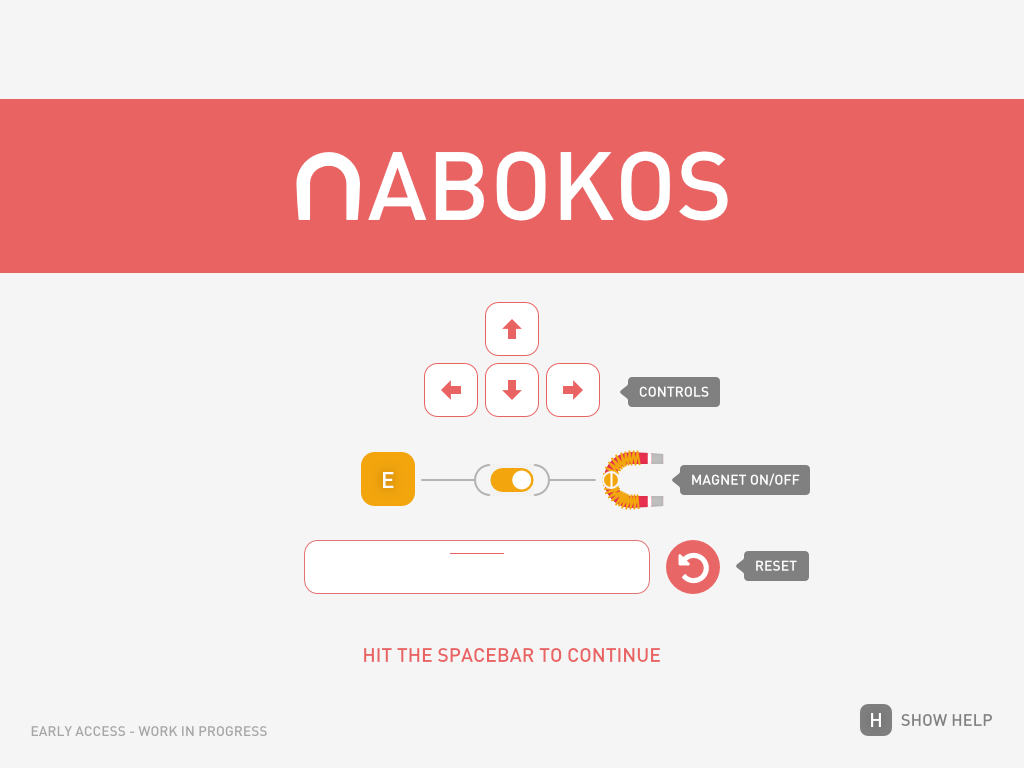 NABOKOS
CONTROLS
E
MAGNET ON/OFF
RESET
HIT THE SPACEBAR TO CONTINUE
H SHOW HELP
EARLY ACCESS - WORK IN PROGRESS